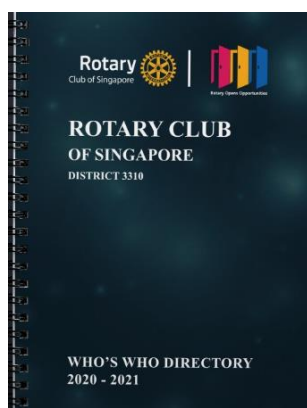 Rotary
Club of Singapore
Rotary Opens Opportunities
ROTARY CLUB
OF SINGAPORE
DISTRICT 3310
WHO'S WHO DIRECTORY
2020 - 2021